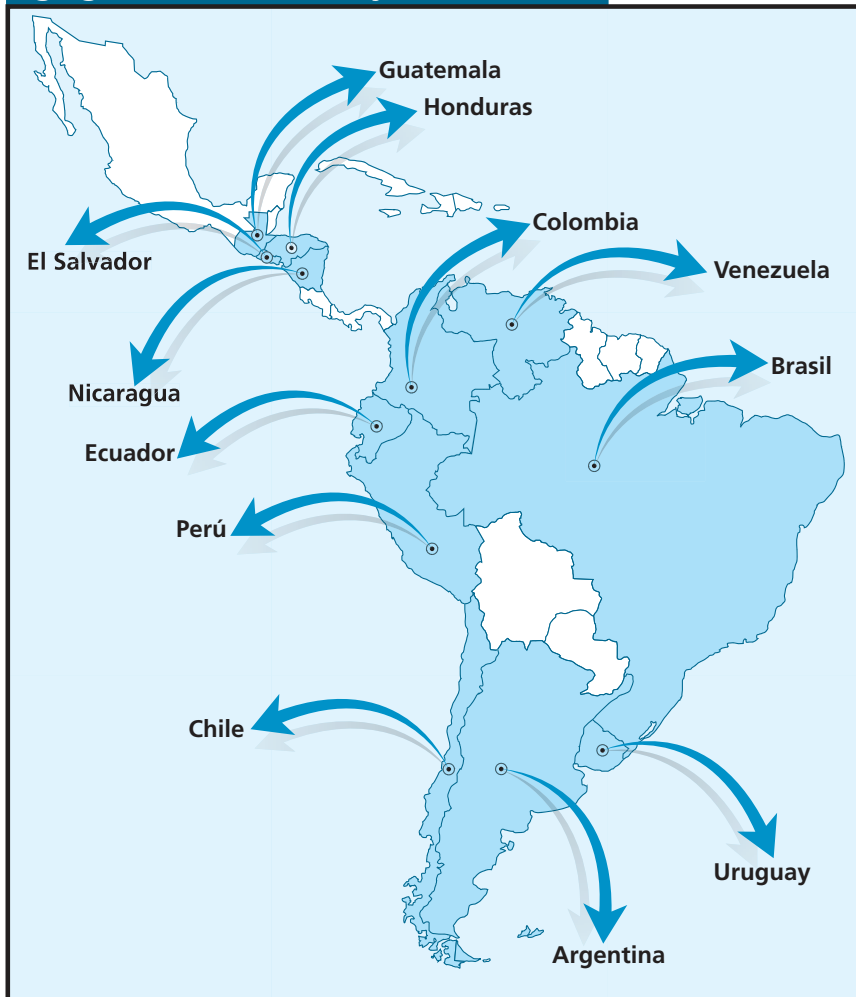 Guatemala
Honduras
Colombia
El Salvador
Venezuela
Brasil
Nicaragua
Ecuador
Perú
Chile
Uruguay
Argentina